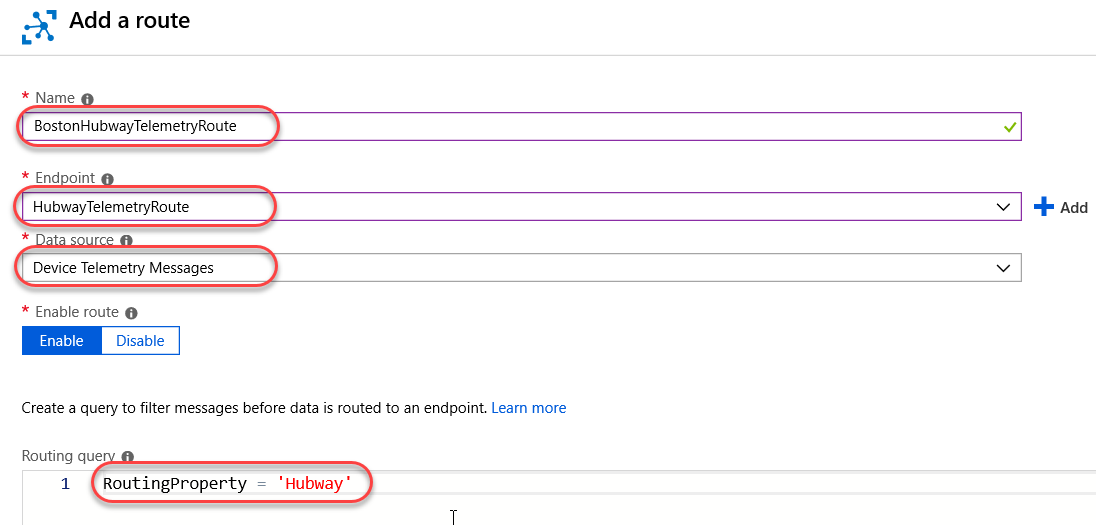 Add a route
* Name
BostonHubwayTelemetryRoute
* Endpoint
HubwayTelemetryRoute
Add
* Data source
Device Telemetry Messages
* Enable route
Enable Disable
Create a query to filter messages before data is routed to an endpoint. Learn more
Routing query
1 RoutingProperty = 'Hubway'